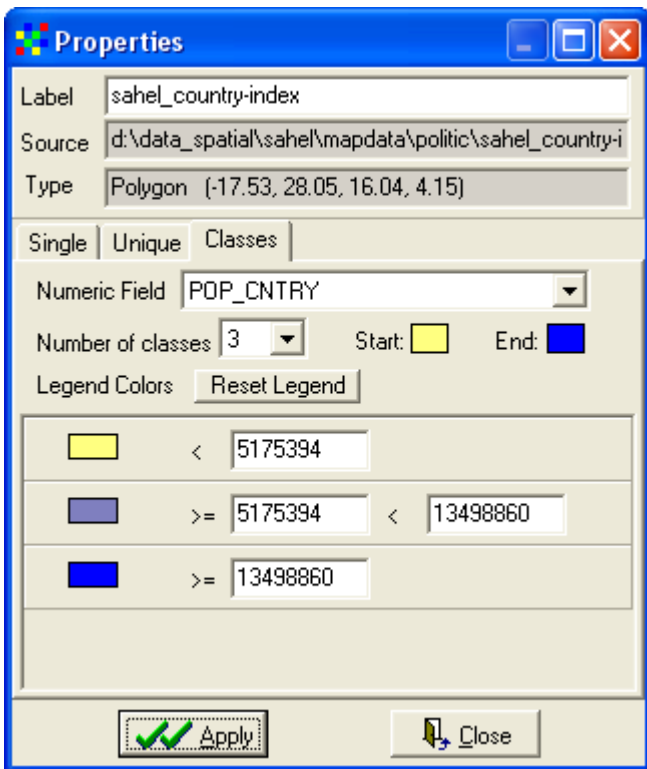 Properties
Label sahel_country-index
Source d:\data_spatial\sahel\mapdata\politic\sahel_country-i
Type Polygon (-17.53, 28.05, 16.04, 4.15)
Single Unique Classes
Numeric Field POP_CNTRY
Number of classes 3 Start: End:
Legend Colors Reset Legend
< 5175394
>= 5175394 < 13498860
>= 13498860
Apply Close